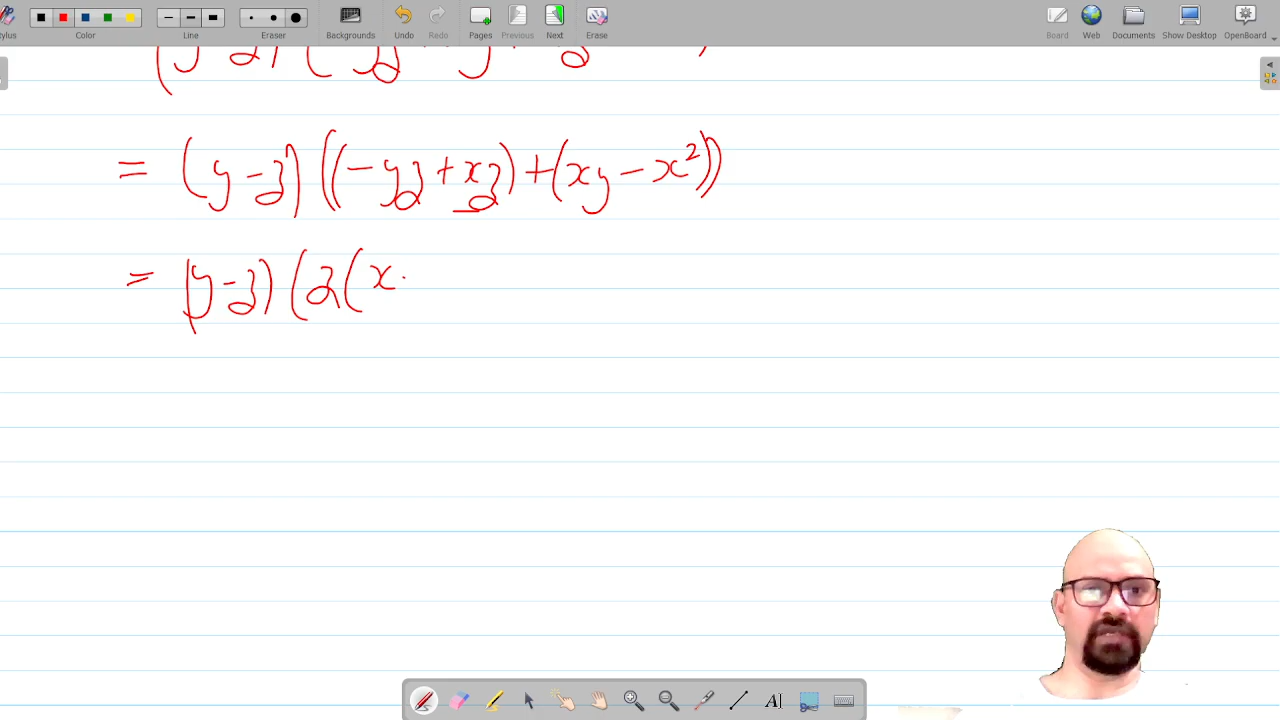 Stylus Color Line Eraser Backgrounds Undo Redo Pages Previous Next Erase Board Web Documents Show Desktop OpenBoard
= (y-z)((-yz+xz)+(xy-x²))
= (y-z)(z(x-